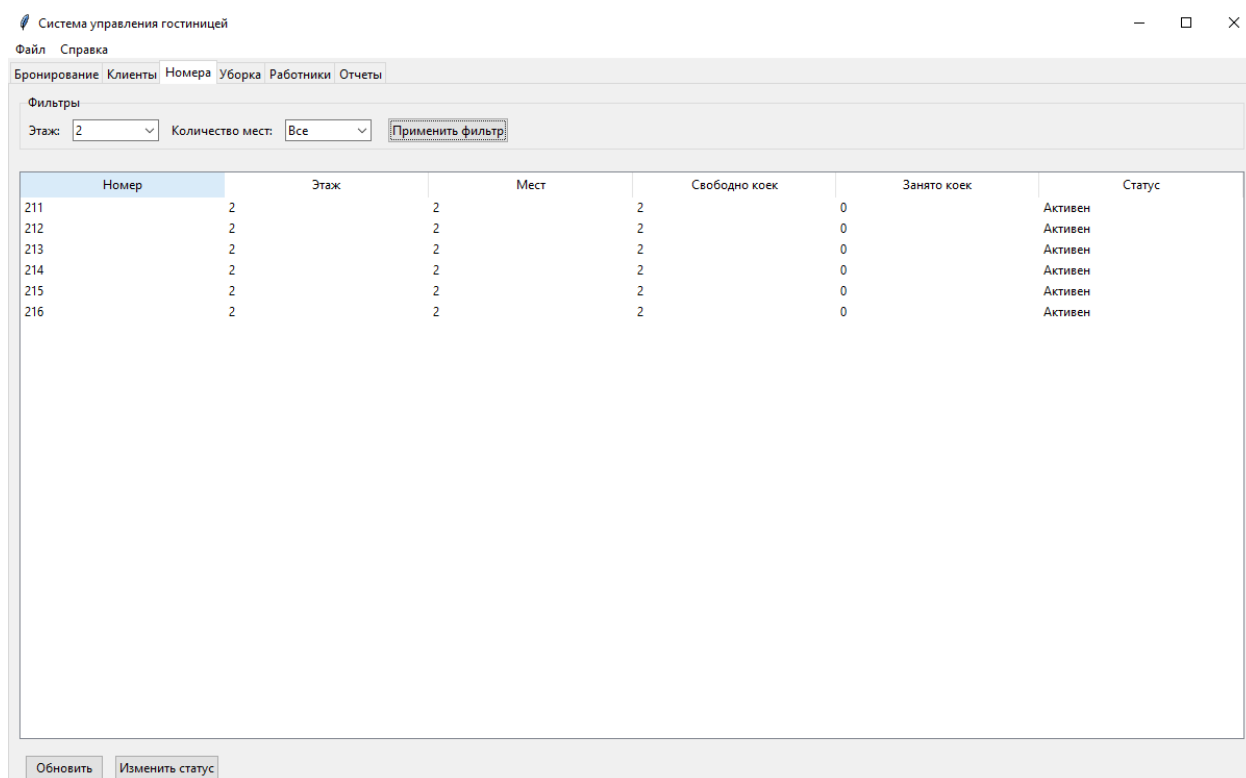 Система управления гостиницей
Файл Справка
Бронирование Клиенты Номера Уборка Работники Отчеты
Фильтры
Этаж: 2 Количество мест: Все Применить фильтр
Номер Этаж Мест Свободно коек Занято коек Статус
211 2 2 2 0 Активен
212 2 2 2 0 Активен
213 2 2 2 0 Активен
214 2 2 2 0 Активен
215 2 2 2 0 Активен
216 2 2 2 0 Активен
Обновить Изменить статус